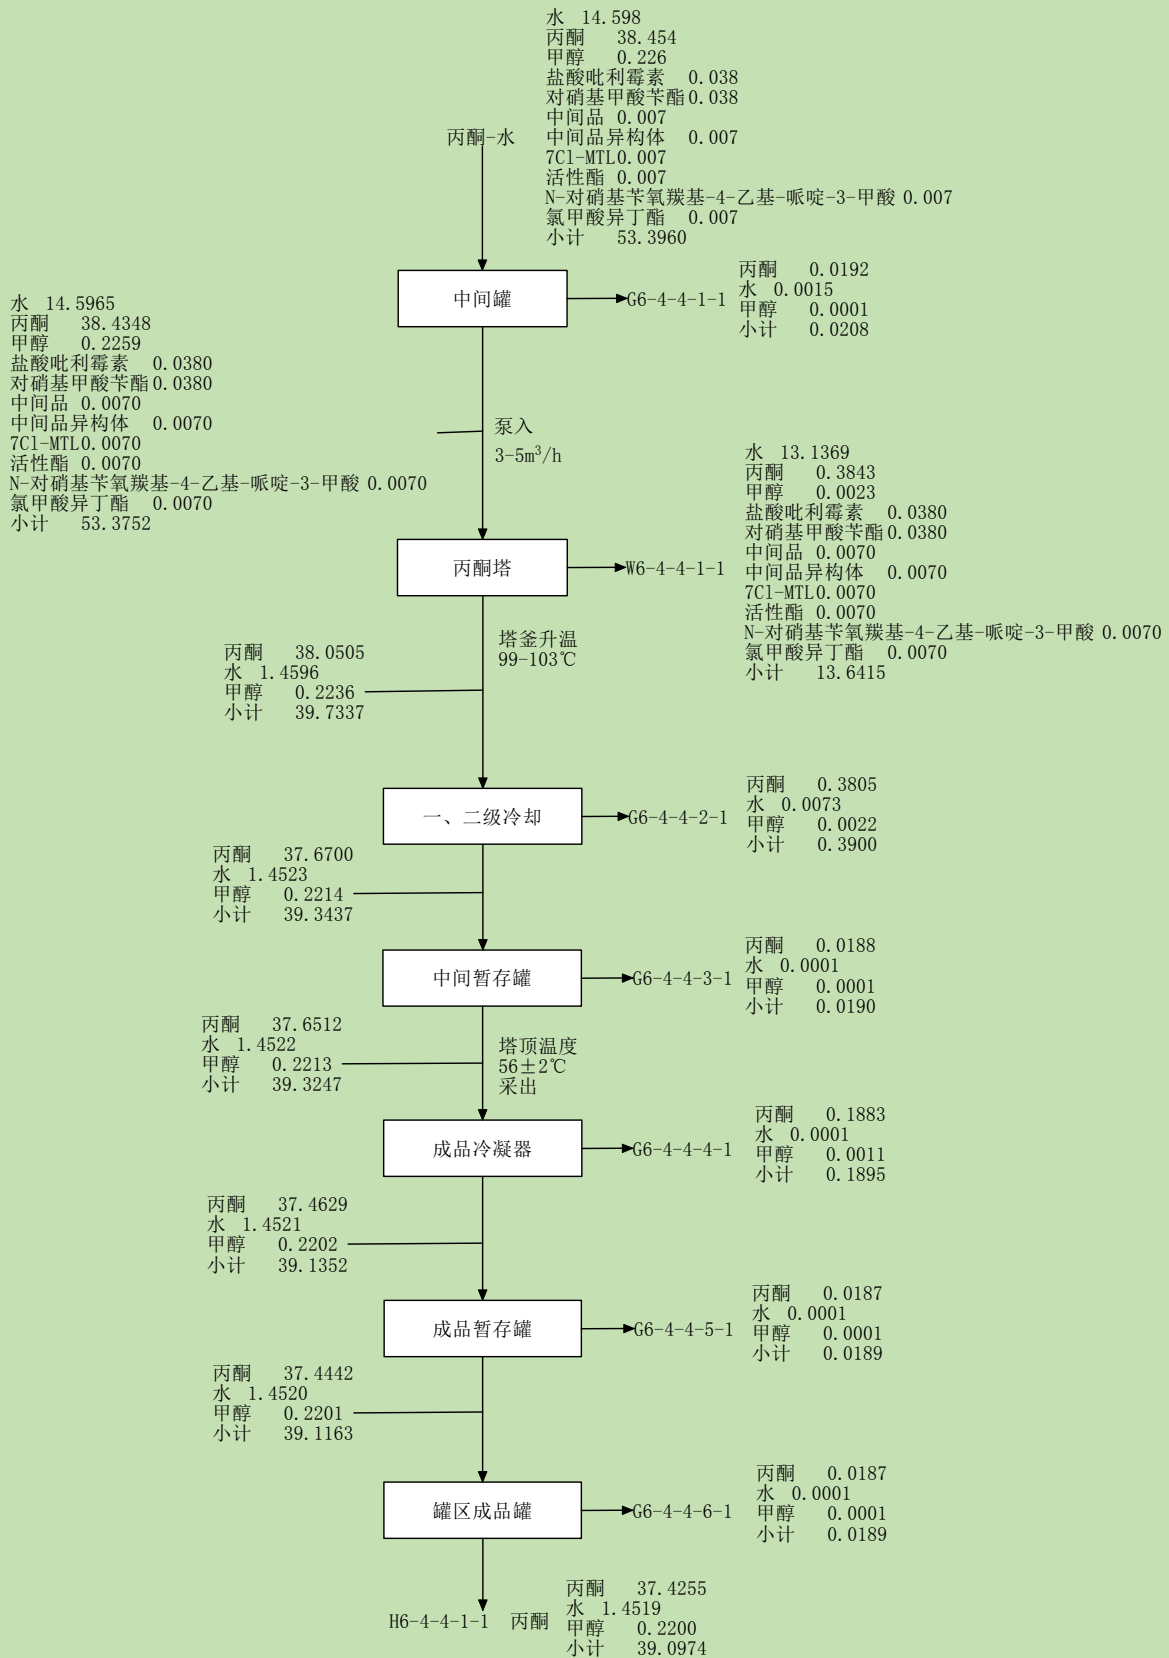 水 14.598
丙酮 38.454
甲醇 0.226
盐酸吡利霉素 0.038
对硝基甲酸苄酯0.038
中间品 0.007
丙酮-水
中间品异构体 0.007
7Cl-MTL0.007
活性酯 0.007
N-对硝基苄氧羰基-4-乙基-哌啶-3-甲酸 0.007
氯甲酸异丁酯 0.007
小计 53.3960
中间罐
G6-4-4-1-1
丙酮 0.0192
水 0.0015
甲醇 0.0001
小计 0.0208
水 14.5965
丙酮 38.4348
甲醇 0.2259
盐酸吡利霉素 0.0380
对硝基甲酸苄酯0.0380
中间品 0.0070
中间品异构体 0.0070
7Cl-MTL0.0070
活性酯 0.0070
N-对硝基苄氧羰基-4-乙基-哌啶-3-甲酸 0.0070
氯甲酸异丁酯 0.0070
小计 53.3752
泵入
3-5m³/h
丙酮塔
W6-4-4-1-1
水 13.1369
丙酮 0.3843
甲醇 0.0023
盐酸吡利霉素 0.0380
对硝基甲酸苄酯0.0380
中间品 0.0070
中间品异构体 0.0070
7Cl-MTL0.0070
活性酯 0.0070
N-对硝基苄氧羰基-4-乙基-哌啶-3-甲酸 0.0070
氯甲酸异丁酯 0.0070
小计 13.6415
塔釜升温
99-103℃
丙酮 38.0505
水 1.4596
甲醇 0.2236
小计 39.7337
一、二级冷却
G6-4-4-2-1
丙酮 0.3805
水 0.0073
甲醇 0.0022
小计 0.3900
丙酮 37.6700
水 1.4523
甲醇 0.2214
小计 39.3437
中间暂存罐
G6-4-4-3-1
丙酮 0.0188
水 0.0001
甲醇 0.0001
小计 0.0190
丙酮 37.6512
水 1.4522
甲醇 0.2213
小计 39.3247
塔顶温度
56±2℃
采出
成品冷凝器
G6-4-4-4-1
丙酮 0.1883
水 0.0001
甲醇 0.0011
小计 0.1895
丙酮 37.4629
水 1.4521
甲醇 0.2202
小计 39.1352
成品暂存罐
G6-4-4-5-1
丙酮 0.0187
水 0.0001
甲醇 0.0001
小计 0.0189
丙酮 37.4442
水 1.4520
甲醇 0.2201
小计 39.1163
罐区成品罐
G6-4-4-6-1
丙酮 0.0187
水 0.0001
甲醇 0.0001
小计 0.0189
H6-4-4-1-1 丙酮
丙酮 37.4255
水 1.4519
甲醇 0.2200
小计 39.0974